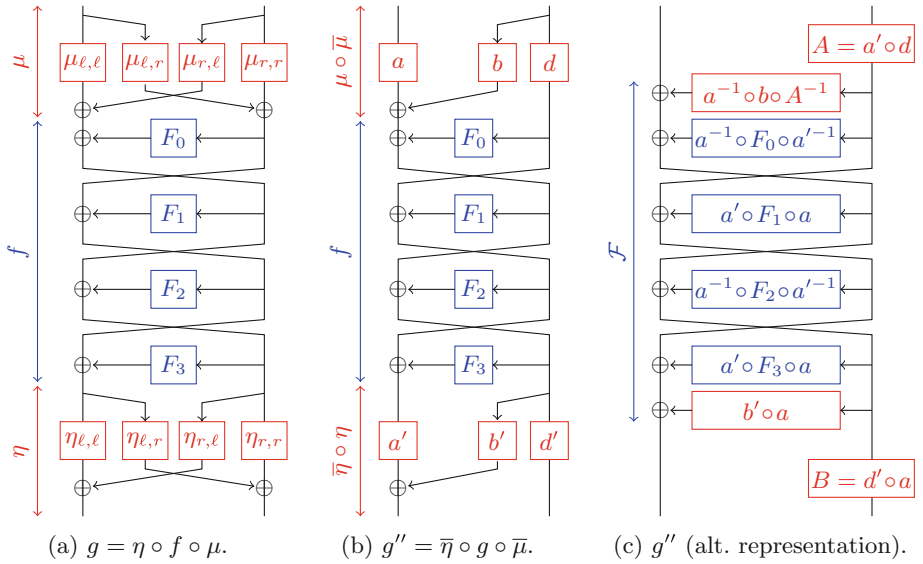 μ
μ_{ℓ,ℓ} μ_{ℓ,r} μ_{r,ℓ} μ_{r,r}
f
F_0
F_1
F_2
F_3
η
η_{ℓ,ℓ} η_{ℓ,r} η_{r,ℓ} η_{r,r}
(a) g = η ∘ f ∘ μ.
μ ∘ μ̅
a b d
f
F_0
F_1
F_2
F_3
η̅ ∘ η
a′ b′ d′
(b) g″ = η̅ ∘ g ∘ μ̅.
A = a′ ∘ d
ℱ
a^{-1} ∘ b ∘ A^{-1}
a^{-1} ∘ F_0 ∘ a′^{-1}
a′ ∘ F_1 ∘ a
a^{-1} ∘ F_2 ∘ a′^{-1}
a′ ∘ F_3 ∘ a
b′ ∘ a
B = d′ ∘ a
(c) g″ (alt. representation).